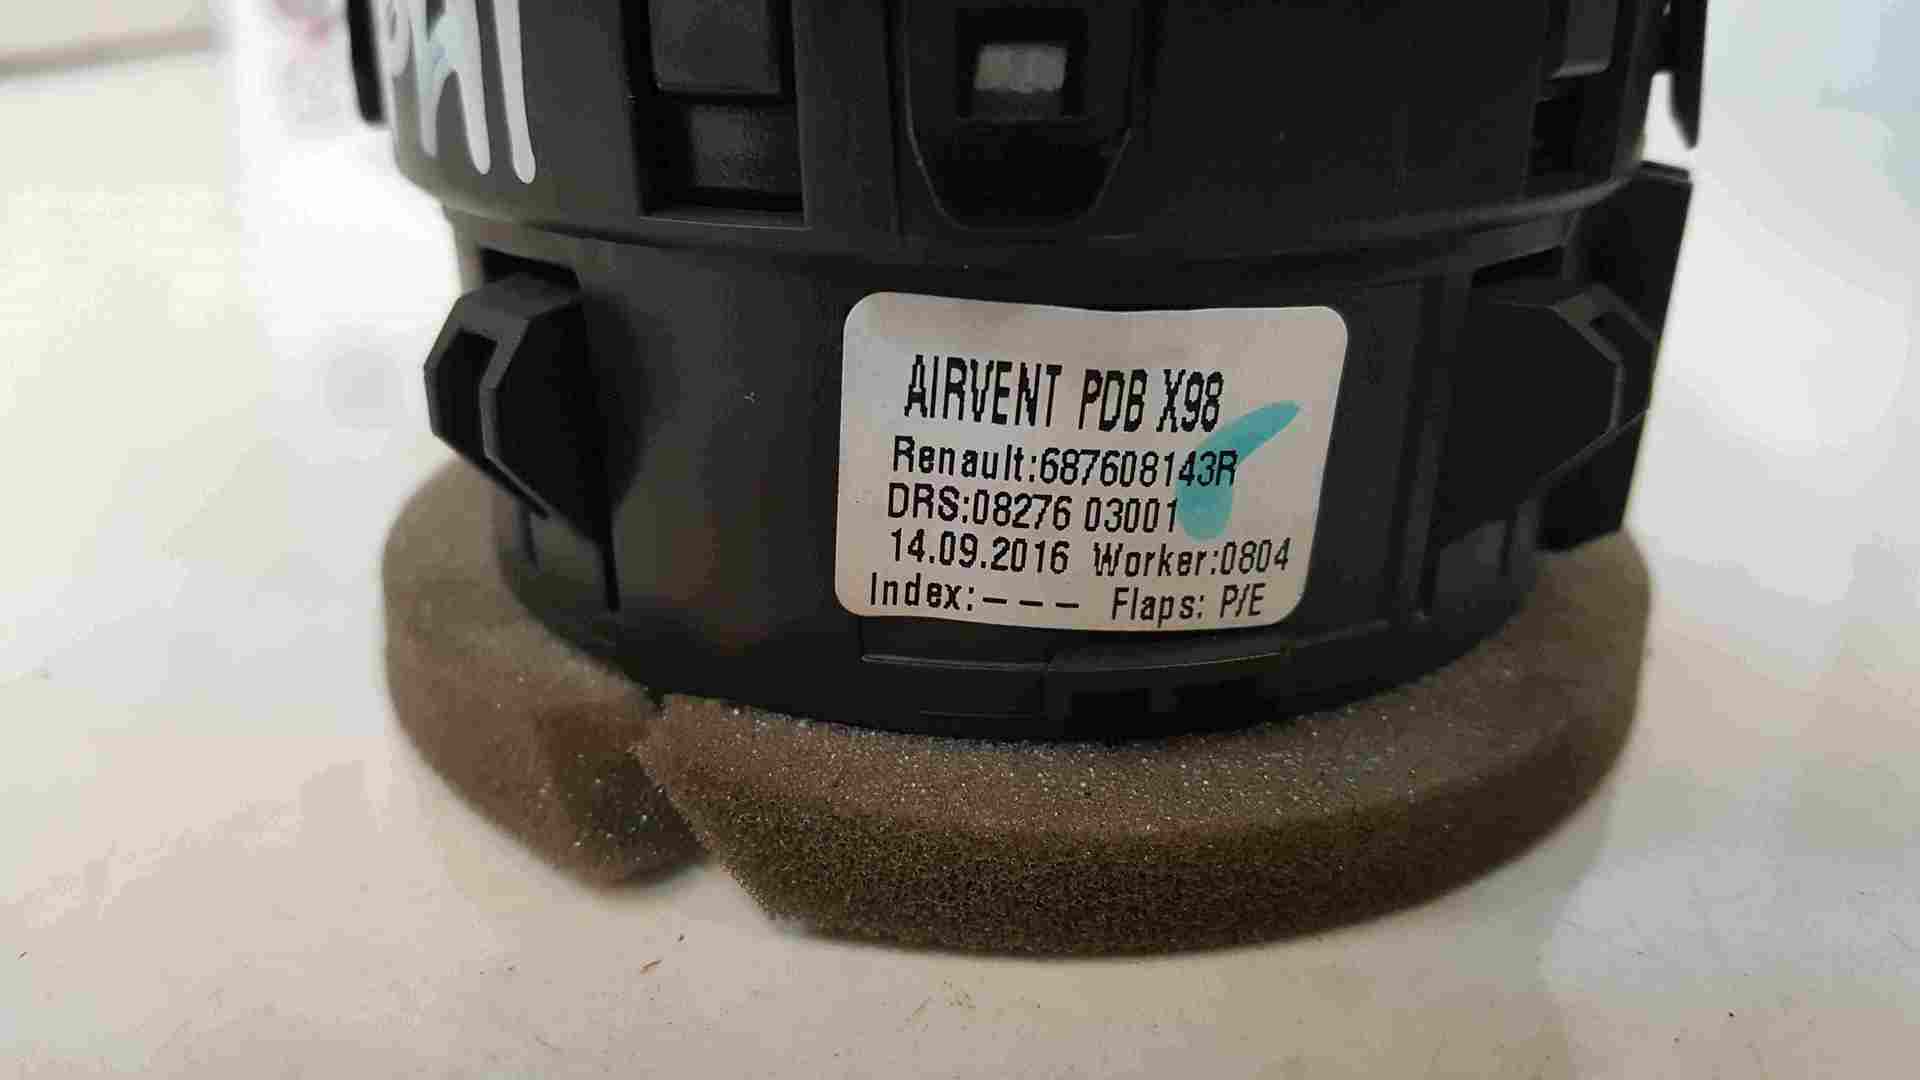 AIRVENT PDB X98
Renault:687608143R
DRS:08276 03001
14.09.2016 Worker:0804
Index:--- Flaps: P/E